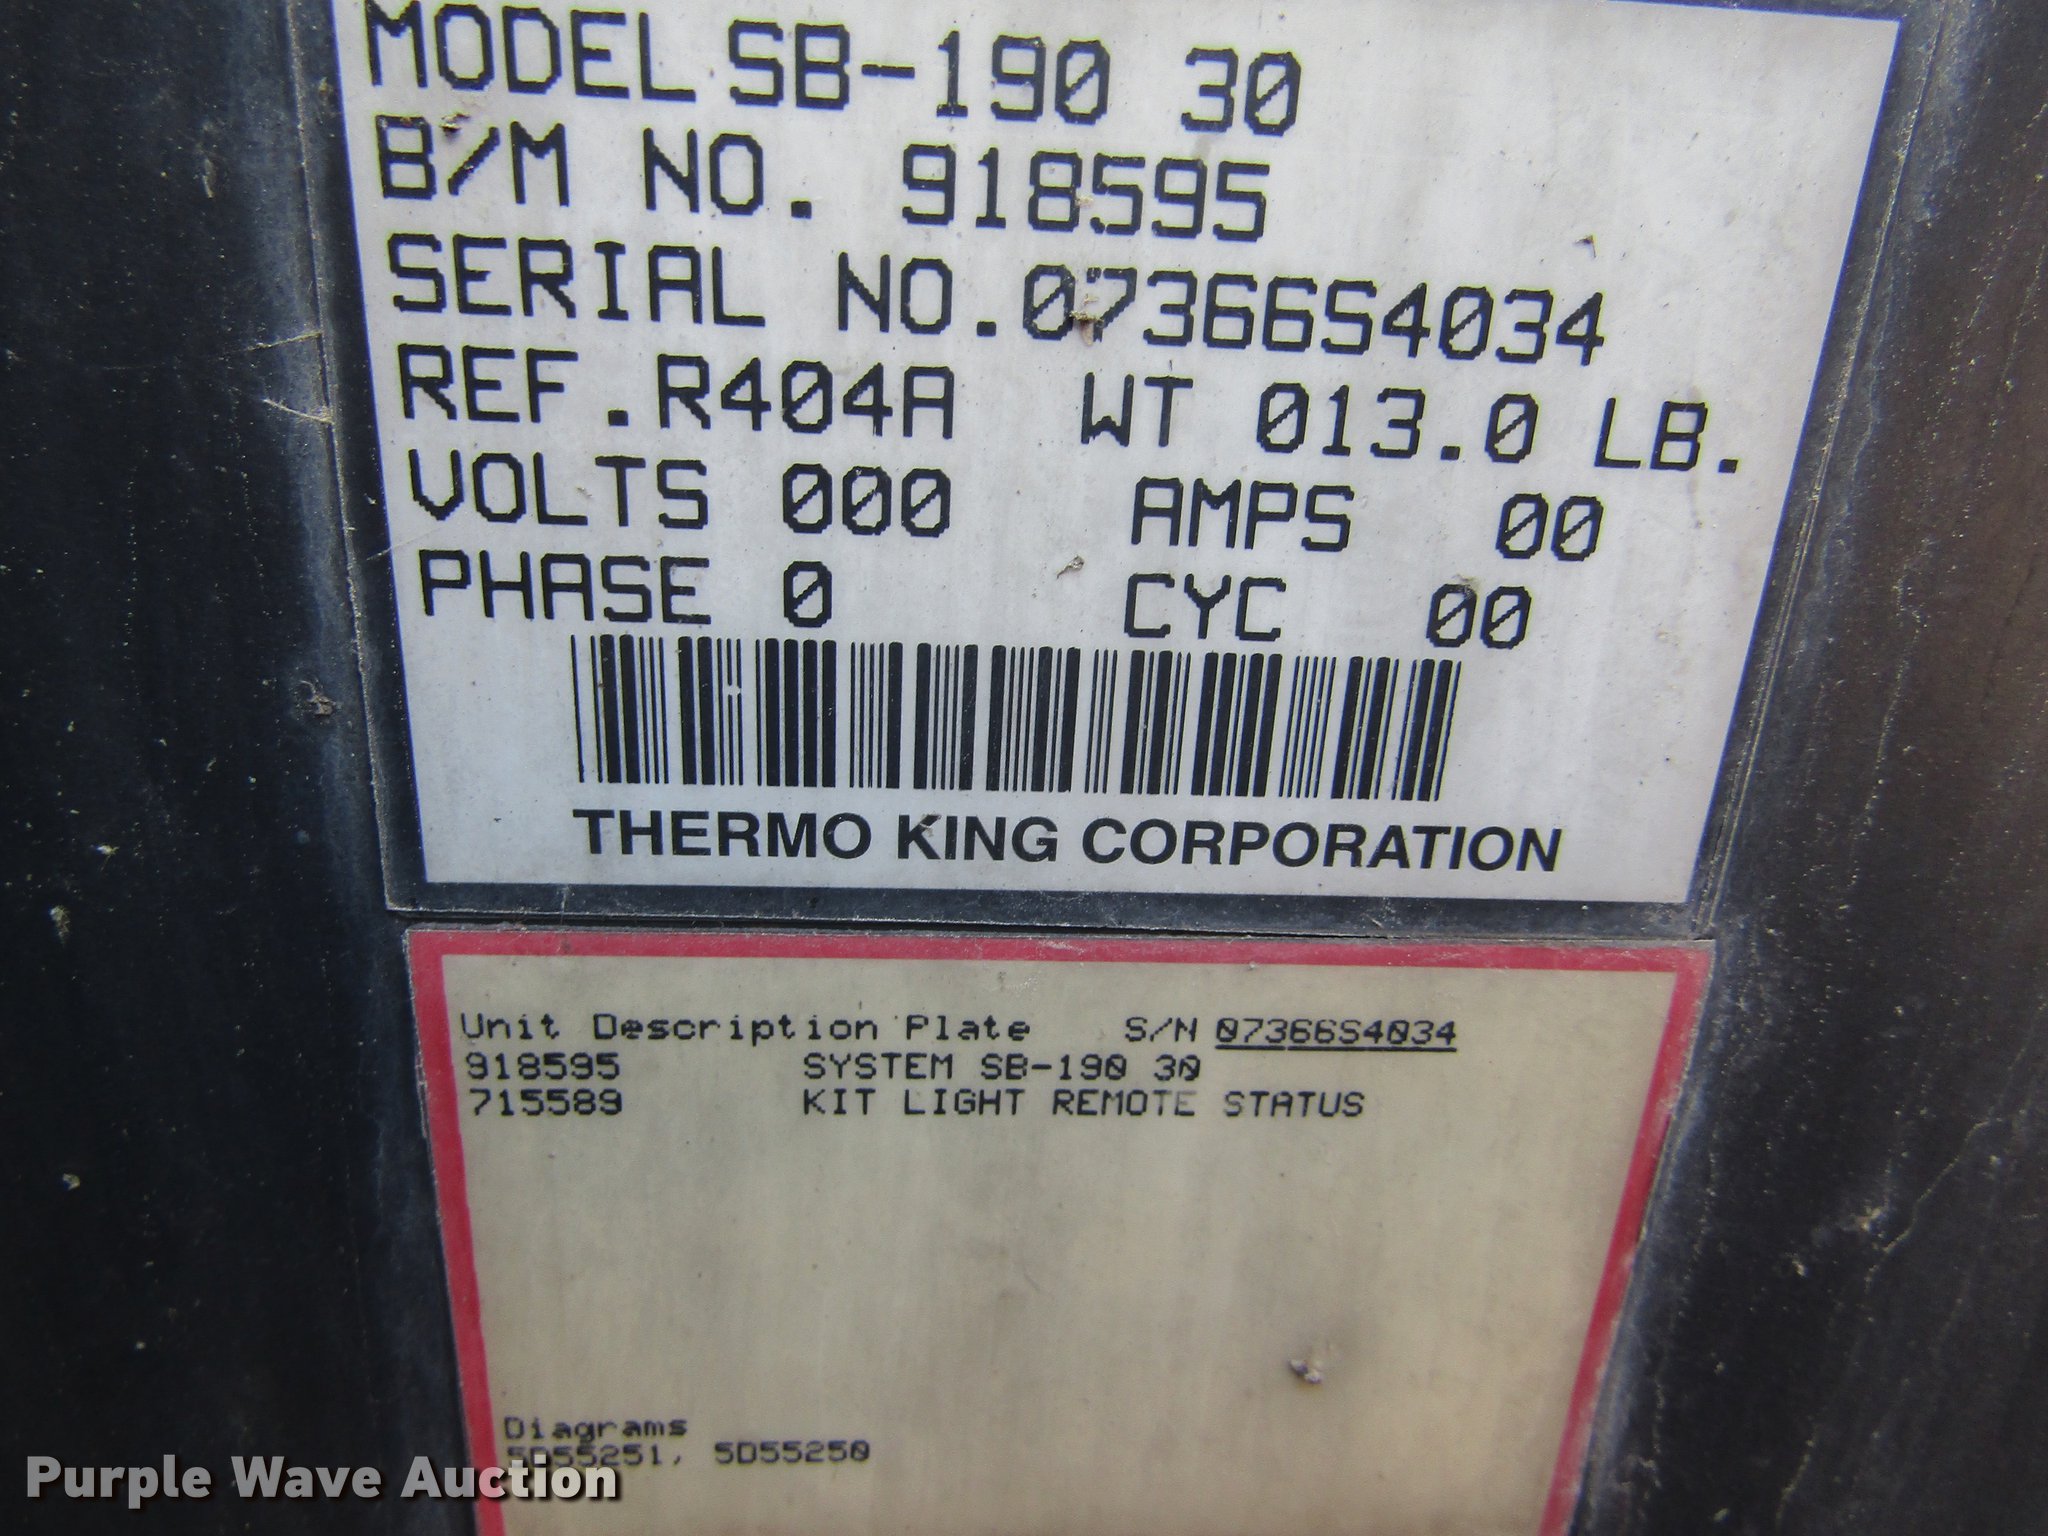 MODEL SB-190 30
B/M NO. 918595
SERIAL NO.07366S4034
REF.R404A WT 013.0 LB.
VOLTS 000 AMPS 00
PHASE 0 CYC 00
THERMO KING CORPORATION
Unit Description Plate S/N 07366S4034
918595 SYSTEM SB-190 30
715589 KIT LIGHT REMOTE STATUS
Diagrams
5D55251, 5D55250
Purple Wave Auction